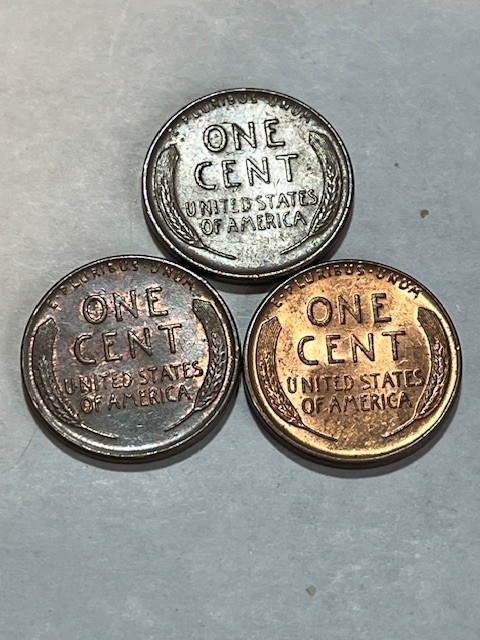 E·PLURIBUS·UNUM
ONE
CENT
UNITED STATES
OF AMERICA
E·PLURIBUS·UNUM
ONE
CENT
UNITED STATES
OF AMERICA
E·PLURIBUS·UNUM
ONE
CENT
UNITED STATES
OF AMERICA